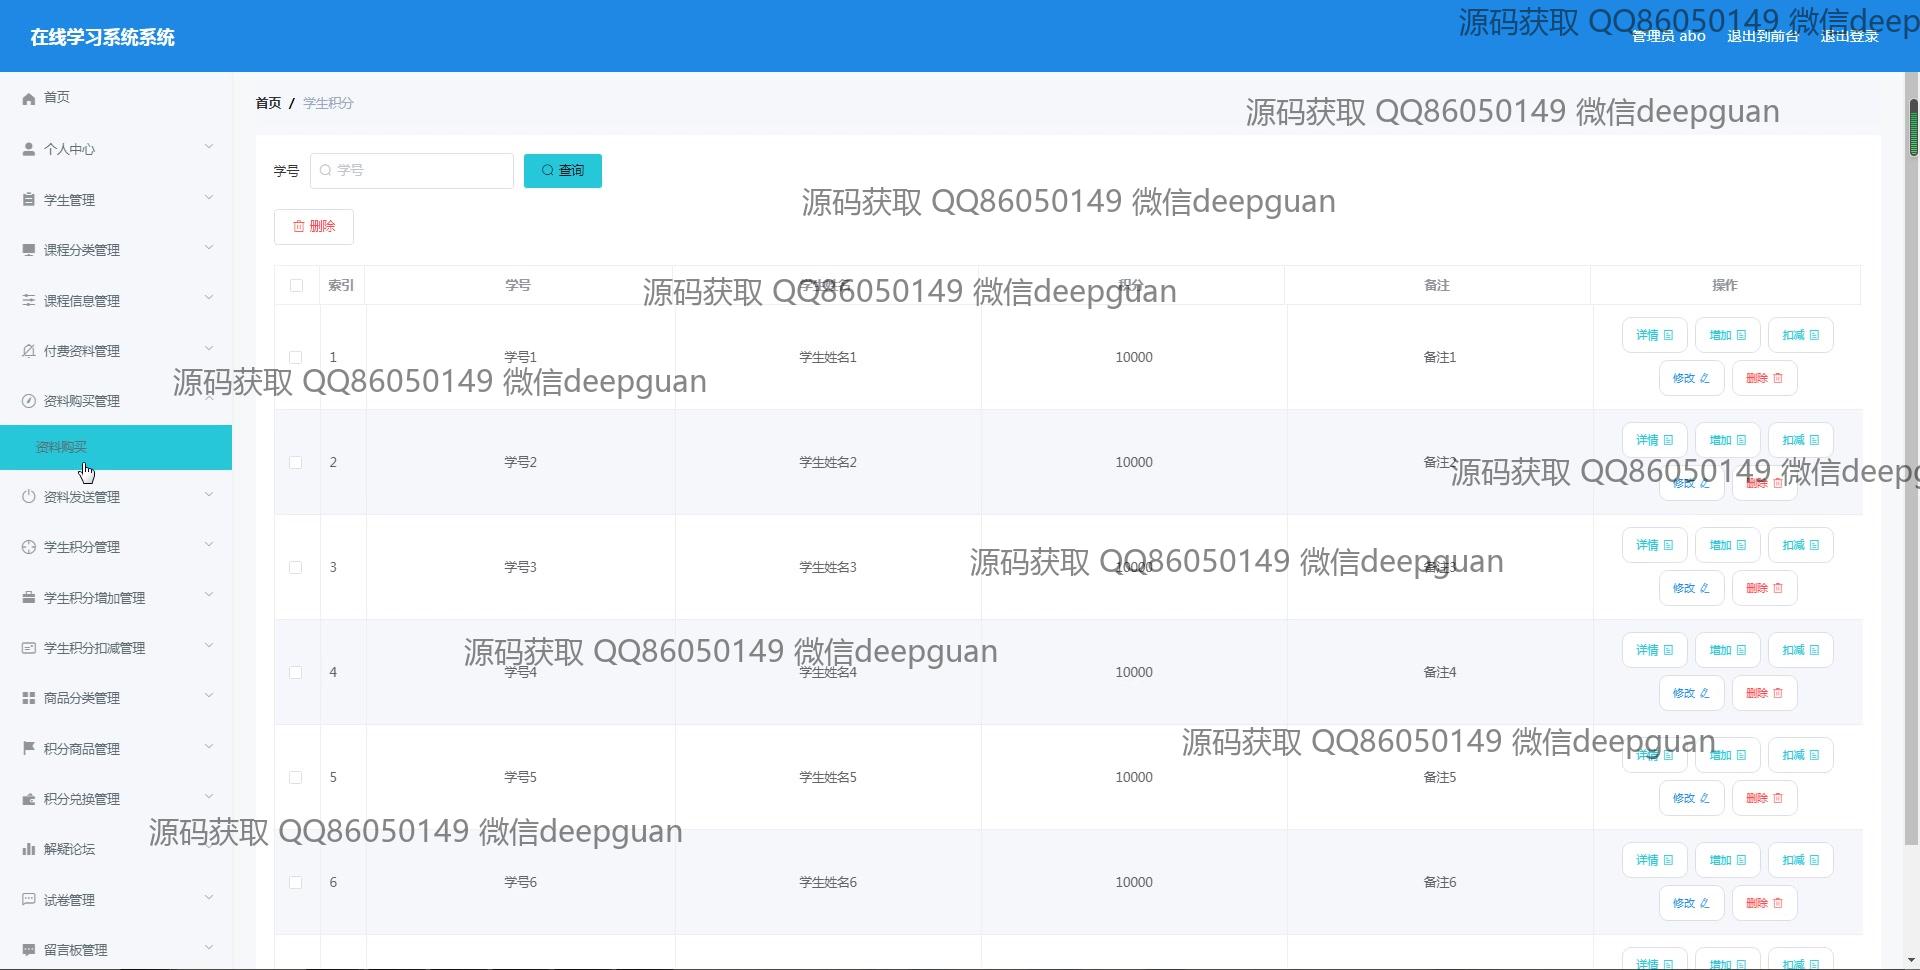 在线学习系统系统
源码获取 QQ86050149 微信deep
管理员 abo 退出到前台 退出登录
首页
个人中心
学生管理
课程分类管理
课程信息管理
付费资料管理
资料购买管理
资料购买
资料发送管理
学生积分管理
学生积分增加管理
学生积分扣减管理
商品分类管理
积分商品管理
积分兑换管理
解疑论坛
试卷管理
留言板管理
首页 / 学生积分
源码获取 QQ86050149 微信deepguan
学号 学号 查询
源码获取 QQ86050149 微信deepguan
删除
索引 学号 学生姓名 积分 备注 操作
源码获取 QQ86050149 微信deepguan
1 学号1 学生姓名1 10000 备注1 详情 增加 扣减
修改 删除
源码获取 QQ86050149 微信deepguan
2 学号2 学生姓名2 10000 备注2 详情 增加 扣减
修改 删除
源码获取 QQ86050149 微信deepg
3 学号3 学生姓名3 10000 备注3 详情 增加 扣减
修改 删除
源码获取 QQ86050149 微信deepguan
4 学号4 学生姓名4 10000 备注4 详情 增加 扣减
修改 删除
源码获取 QQ86050149 微信deepguan
5 学号5 学生姓名5 10000 备注5 详情 增加 扣减
修改 删除
源码获取 QQ86050149 微信deepguan
6 学号6 学生姓名6 10000 备注6 详情 增加 扣减
修改 删除
源码获取 QQ86050149 微信deepguan
详情 增加 扣减